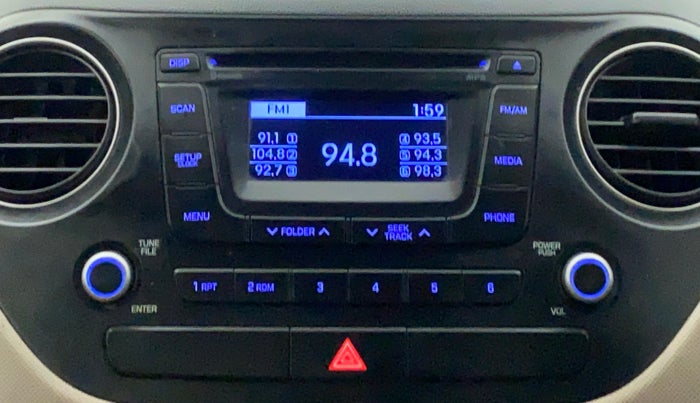 DISP
SCAN
FM1 1:59
FM/AM
91,1 1 4 93,5
104,8 2 94.8 5 94,3
92,7 3 6 98,3
SETUP
CLOCK
MEDIA
MENU
FOLDER
SEEK
TRACK
PHONE
TUNE
FILE
POWER
PUSH
1 RPT 2 RDM 3 4 5 6
ENTER
VOL